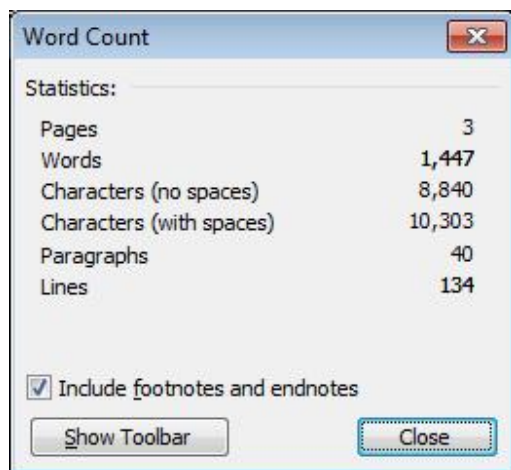 Word Count
Statistics:
Pages 3
Words 1,447
Characters (no spaces) 8,840
Characters (with spaces) 10,303
Paragraphs 40
Lines 134
Include footnotes and endnotes
Show Toolbar Close